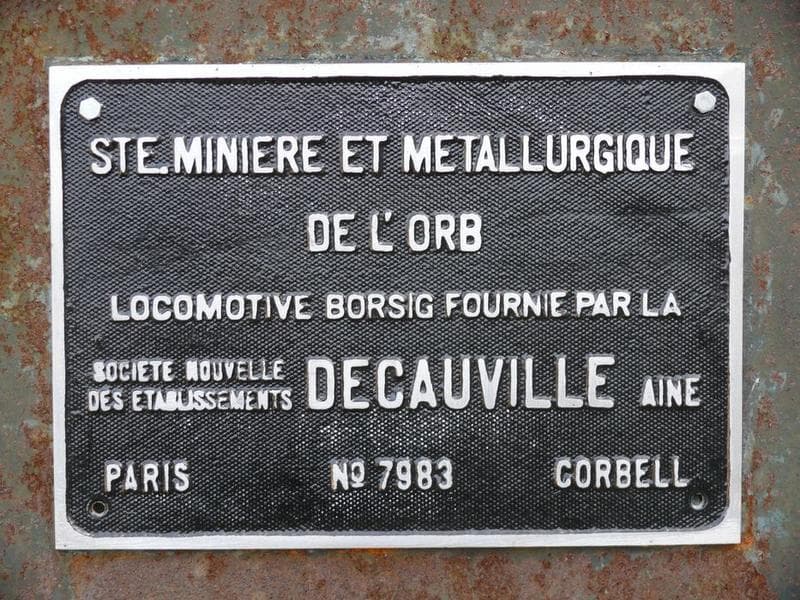 STE. MINIERE ET METALLURGIQUE
DE L'ORB
LOCOMOTIVE BORSIG FOURNIE PAR LA
SOCIETE NOUVELLE
DES ETABLISSEMENTS DECAUVILLE AINE
PARIS Nº 7983 CORBELL